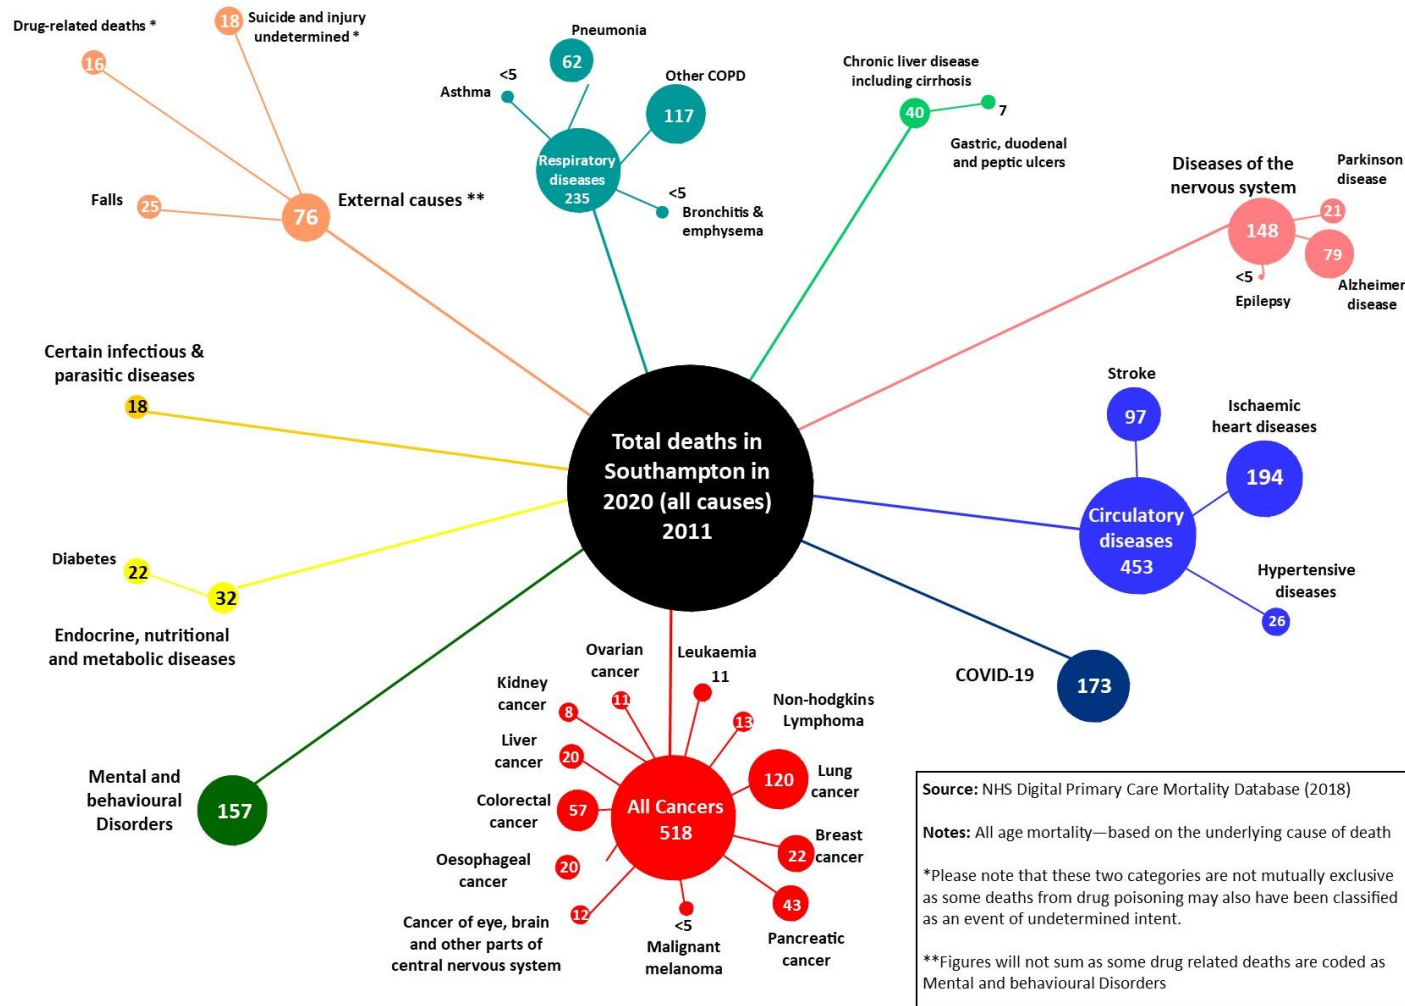 Drug-related deaths *
16
18
Suicide and injury
undetermined *
Falls
25
76
External causes **
Pneumonia
62
<5
Asthma
Other COPD
117
Respiratory
diseases
235
<5
Bronchitis &
emphysema
Chronic liver disease
including cirrhosis
40
7
Gastric, duodenal
and peptic ulcers
Diseases of the
nervous system
148
Parkinson
disease
21
79
Alzheimer
disease
<5
Epilepsy
Certain infectious &
parasitic diseases
18
Total deaths in
Southampton in
2020 (all causes)
2011
Stroke
97
Ischaemic
heart diseases
194
Circulatory
diseases
453
Hypertensive
diseases
26
Diabetes
22
32
Endocrine, nutritional
and metabolic diseases
COVID-19
173
Mental and
behavioural
Disorders
157
Ovarian
cancer
11
Leukaemia
11
Kidney
cancer
8
Non-hodgkins
Lymphoma
13
Liver
cancer
20
120
Lung
cancer
Colorectal
cancer
57
All Cancers
518
Breast
cancer
22
Oesophageal
cancer
20
43
Pancreatic
cancer
12
Cancer of eye, brain
and other parts of
central nervous system
<5
Malignant
melanoma
Source: NHS Digital Primary Care Mortality Database (2018)
Notes: All age mortality—based on the underlying cause of death
*Please note that these two categories are not mutually exclusive
as some deaths from drug poisoning may also have been classified
as an event of undetermined intent.
**Figures will not sum as some drug related deaths are coded as
Mental and behavioural Disorders